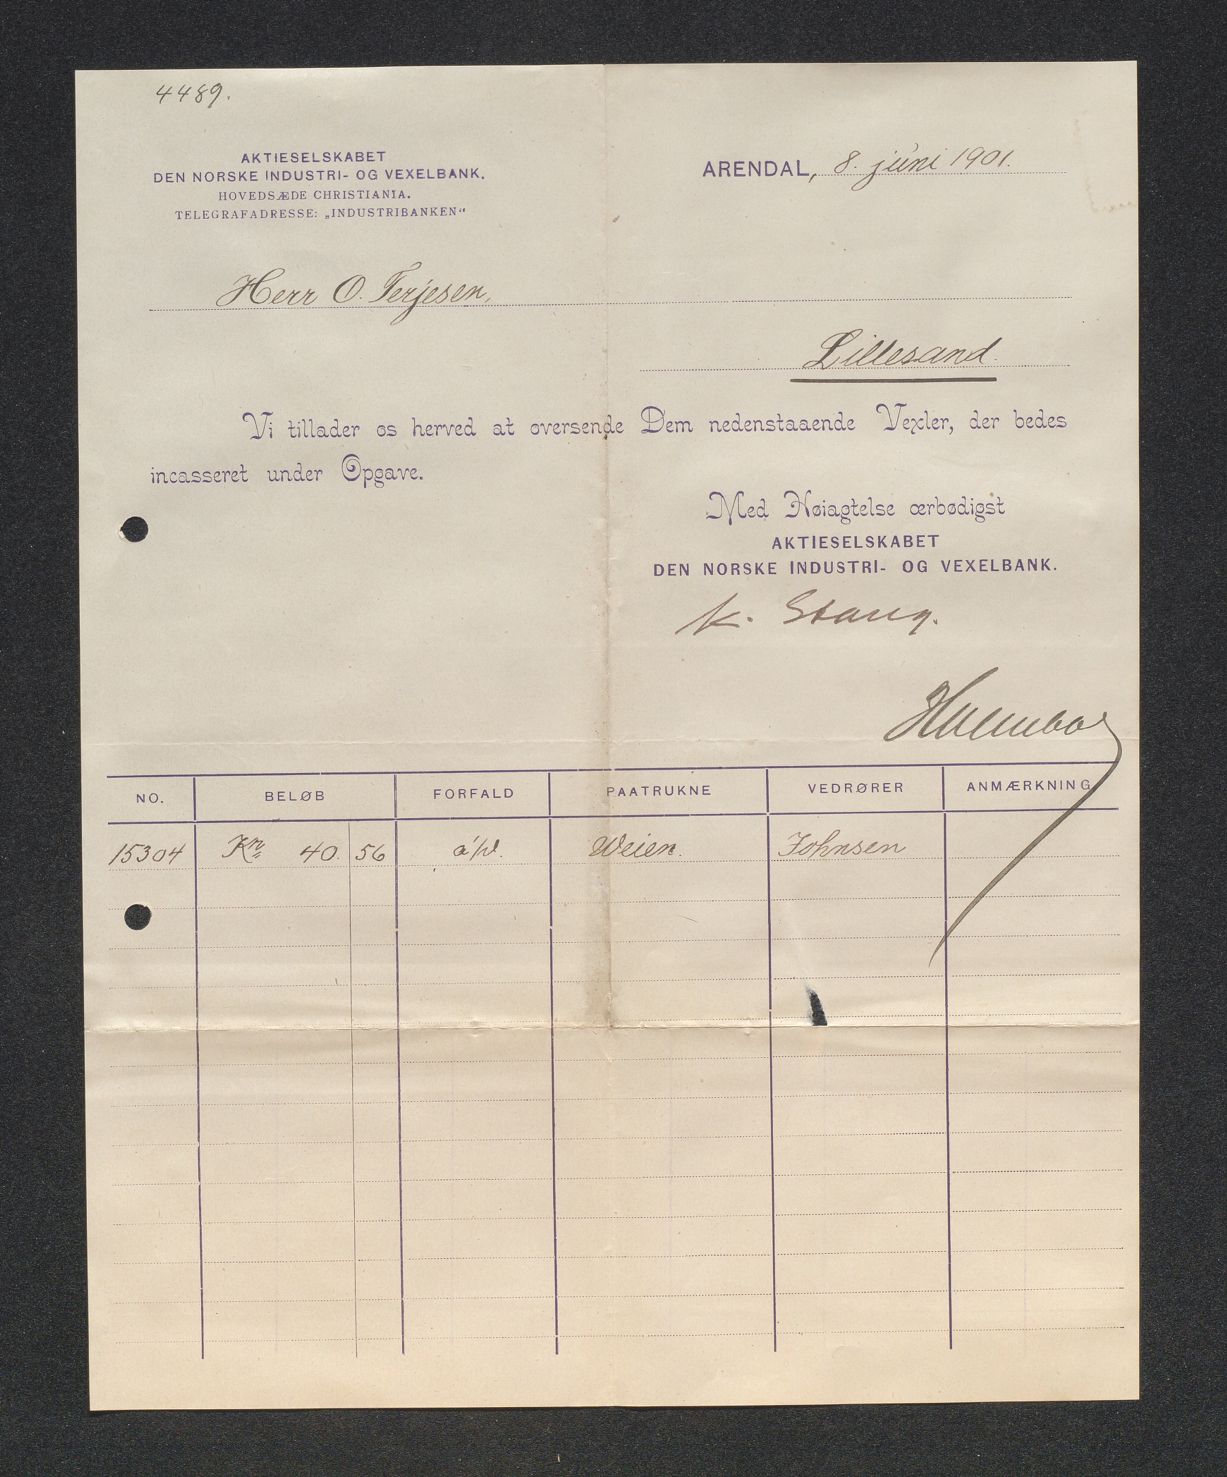 4489.
AKTIESELSKABET
DEN NORSKE INDUSTRI- OG VEXELBANK.
HOVEDSÆDE CHRISTIANIA.
TELEGRAFADRESSE: „INDUSTRIBANKEN“
ARENDAL, 8. juni 1901.
Herr O. Terjesen,
Lillesand.
Vi tillader os herved at oversende Dem nedenstaaende Vexler, der bedes
incasseret under Opgave.
Med Høiagtelse ærbødigst
AKTIESELSKABET
DEN NORSKE INDUSTRI- OG VEXELBANK.
K. Stang.
NO. BELØB FORFALD PAATRUKNE VEDRØRER ANMÆRKNING
15304 Kr. 40. 56 a/v. Weien. Johnsen